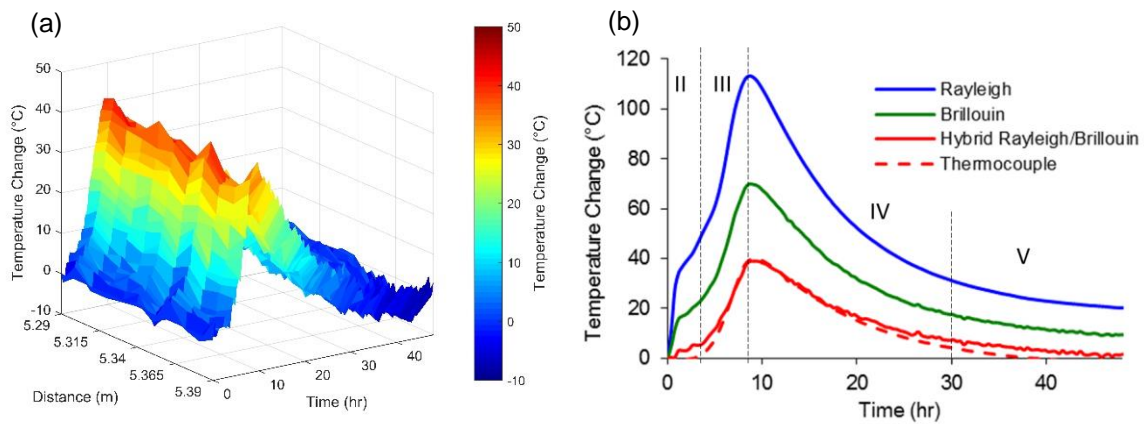 (a)
50
40
30
20
10
0
-10
Temperature Change (°C)
5.29
5.315
5.34
5.365
5.39
Distance (m)
0
10
20
30
40
Time (hr)
50
40
30
20
10
0
-10
Temperature Change (°C)
(b)
120
100
80
60
40
20
0
Temperature Change (°C)
II
III
IV
V
Rayleigh
Brillouin
Hybrid Rayleigh/Brillouin
Thermocouple
0
10
20
30
40
Time (hr)